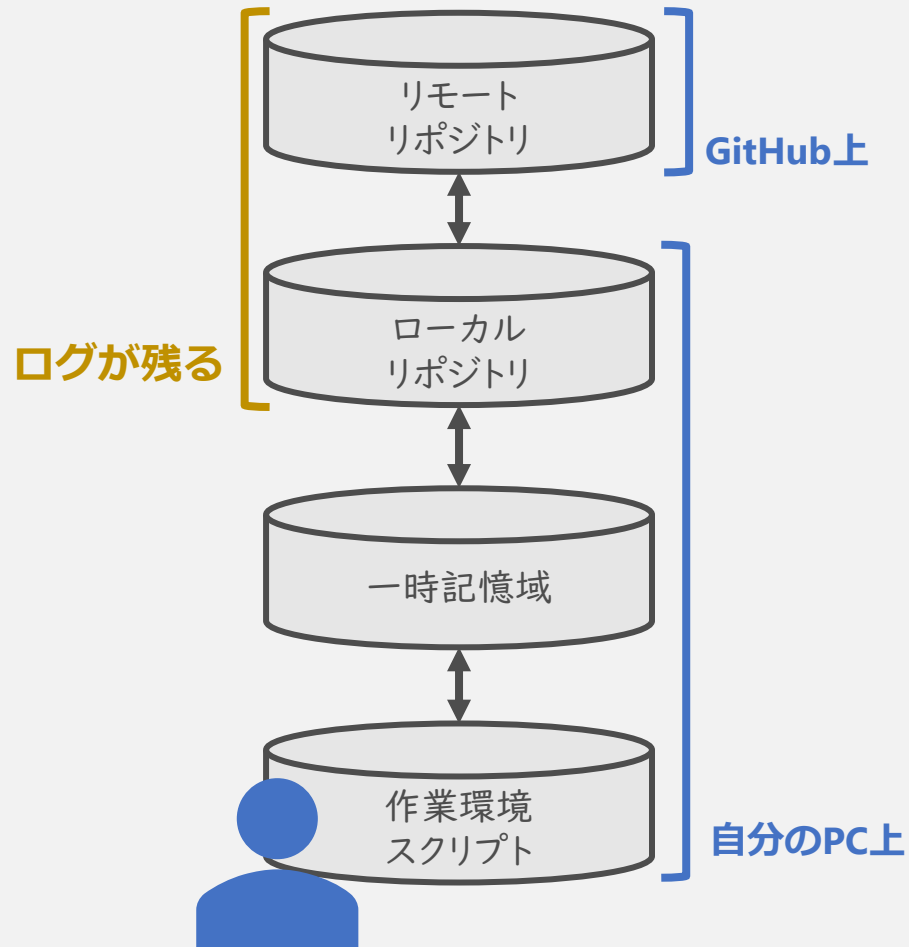 リモート
リポジトリ
GitHub上
ローカル
リポジトリ
ログが残る
一時記憶域
作業環境
スクリプト
自分のPC上